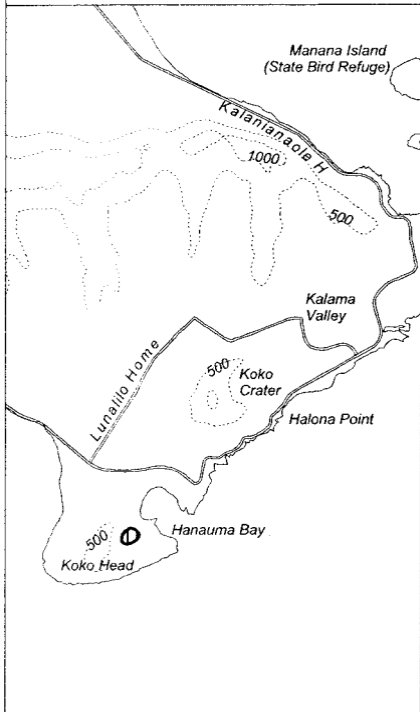 Manana Island
(State Bird Refuge)
Kalanianaole H
1000
500
Kalama
Valley
Lunalilo Home
500
Koko
Crater
Halona Point
500
Hanauma Bay
Koko Head